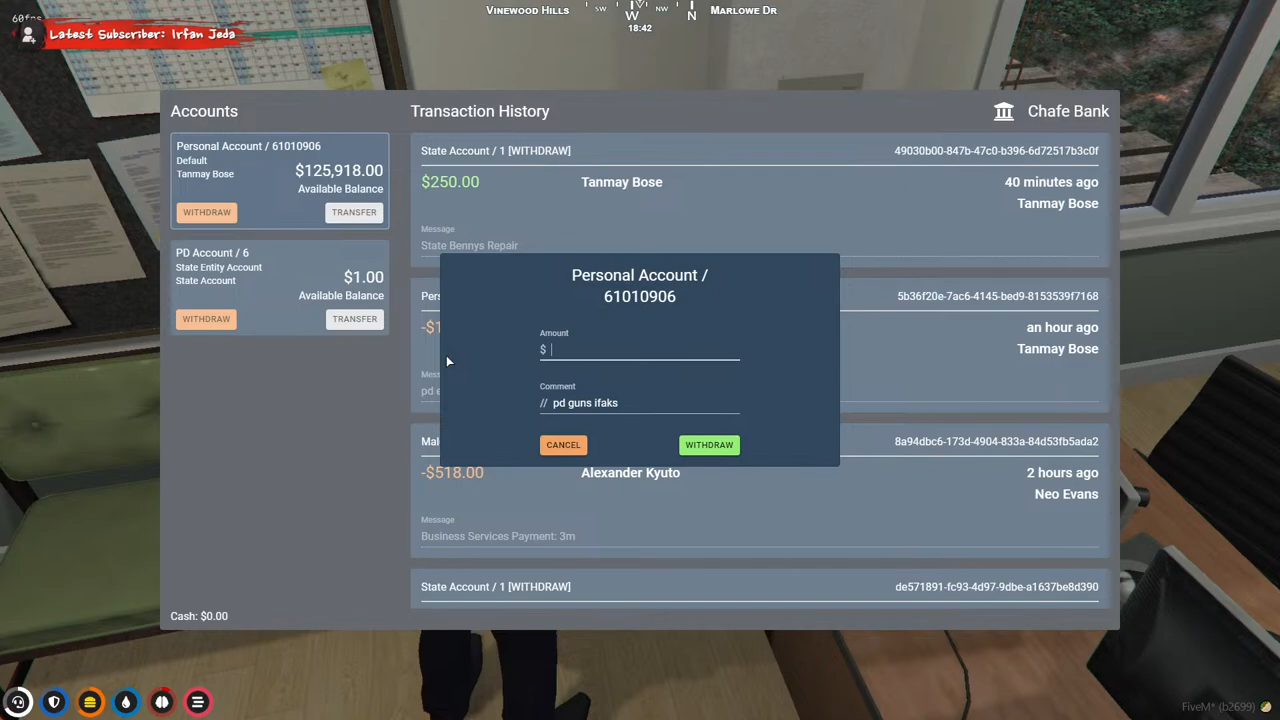 60fps
Latest Subscriber: Irfan Jeda
Vinewood Hills
SW
W
NW
N
Marlowe Dr
18:42
Accounts
Personal Account / 61010906
Default
Tanmay Bose
$125,918.00
Available Balance
WITHDRAW
TRANSFER
PD Account / 6
State Entity Account
State Account
$1.00
Available Balance
WITHDRAW
TRANSFER
Cash: $0.00
Transaction History
Chafe Bank
State Account / 1 [WITHDRAW]
49030b00-847b-47c0-b396-6d72517b3c0f
$250.00
Tanmay Bose
40 minutes ago
Tanmay Bose
Message
State Bennys Repair
5b36f20e-7ac6-4145-bed9-8153539f7168
an hour ago
Tanmay Bose
Personal Account /
61010906
Amount
$
Comment
// pd guns ifaks
CANCEL
WITHDRAW
8a94dbc6-173d-4904-833a-84d53fb5ada2
-$518.00
Alexander Kyuto
2 hours ago
Neo Evans
Message
Business Services Payment: 3m
State Account / 1 [WITHDRAW]
de571891-fc93-4d97-9dbe-a1637be8d390
FiveM* (b2699)